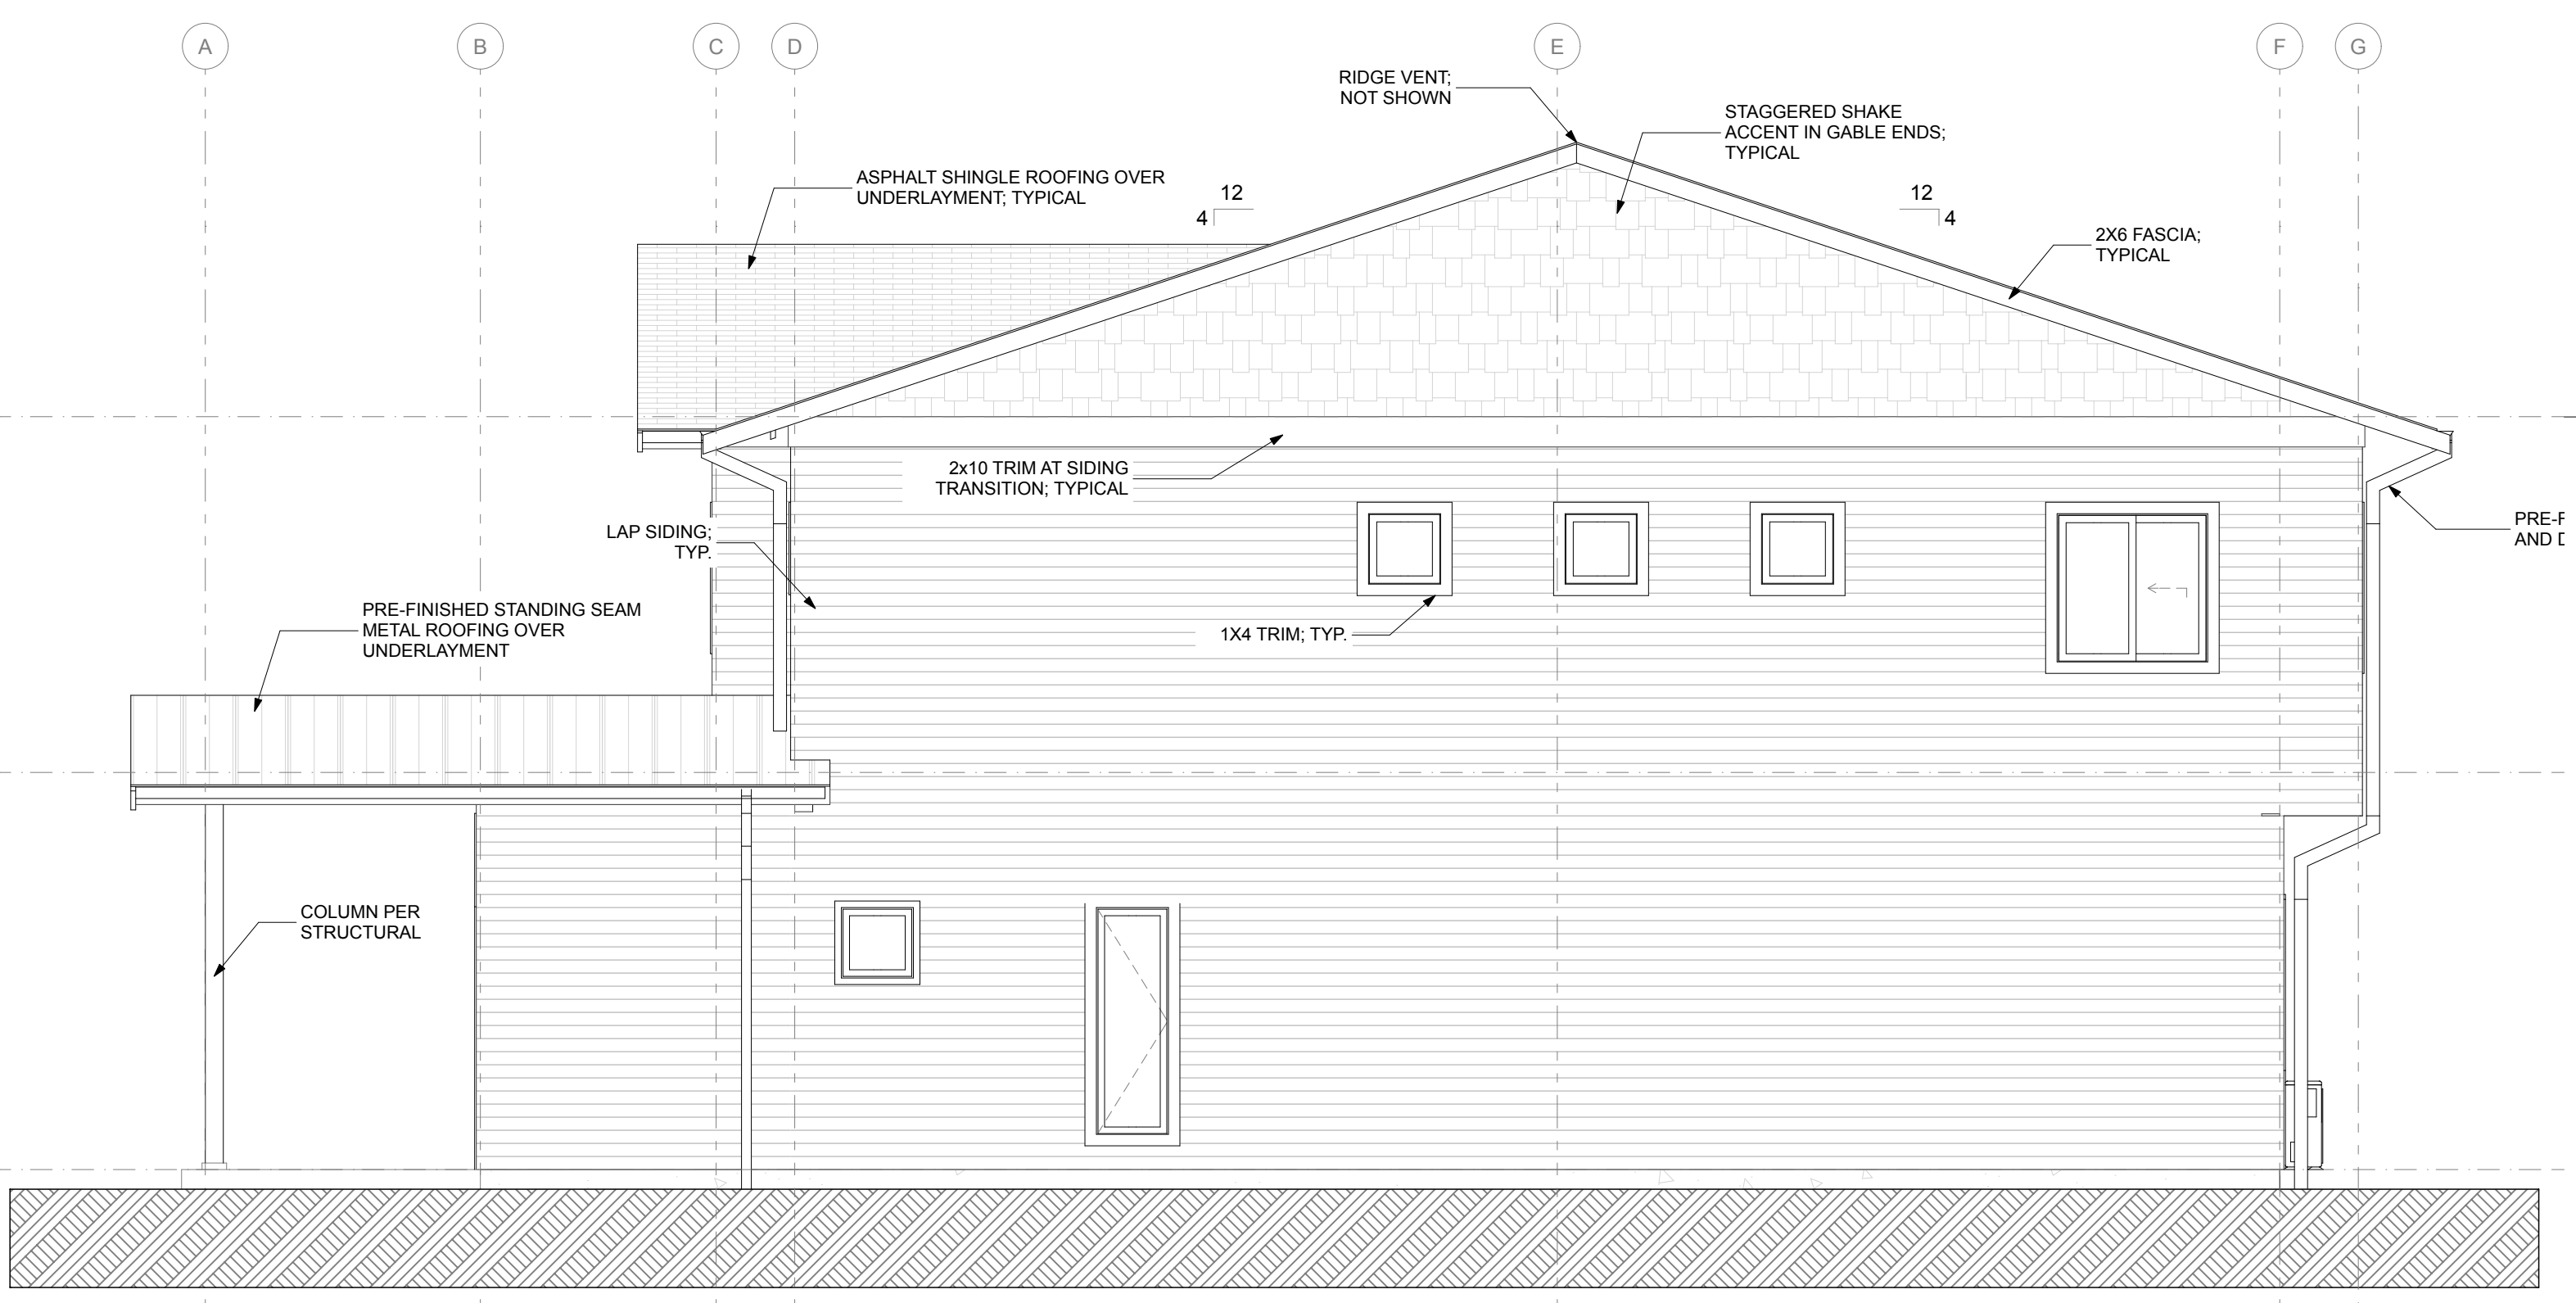 A
B
C
D
E
F
G
RIDGE VENT;
NOT SHOWN
STAGGERED SHAKE
ACCENT IN GABLE ENDS;
TYPICAL
ASPHALT SHINGLE ROOFING OVER
UNDERLAYMENT; TYPICAL
12
4
12
4
2X6 FASCIA;
TYPICAL
2x10 TRIM AT SIDING
TRANSITION; TYPICAL
LAP SIDING;
TYP.
PRE-F
AND D
PRE-FINISHED STANDING SEAM
METAL ROOFING OVER
UNDERLAYMENT
1X4 TRIM; TYP.
COLUMN PER
STRUCTURAL